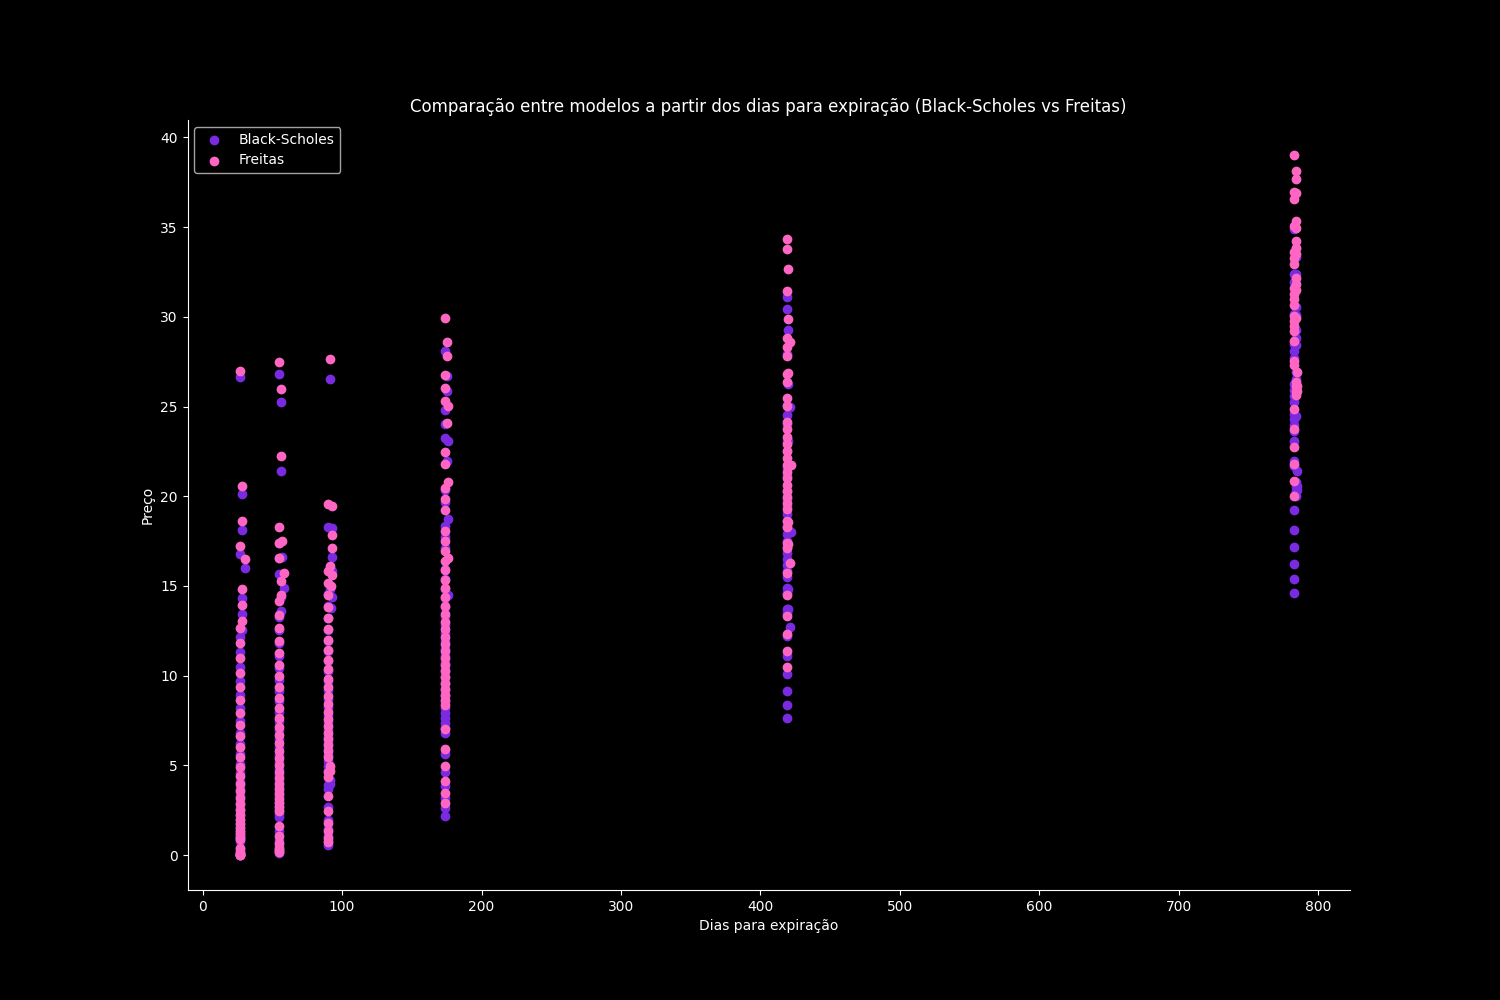 Comparação entre modelos a partir dos dias para expiração (Black-Scholes vs Freitas)
Black-Scholes
Freitas
Preço
40
35
30
25
20
15
10
5
0
0 100 200 300 400 500 600 700 800
Dias para expiração